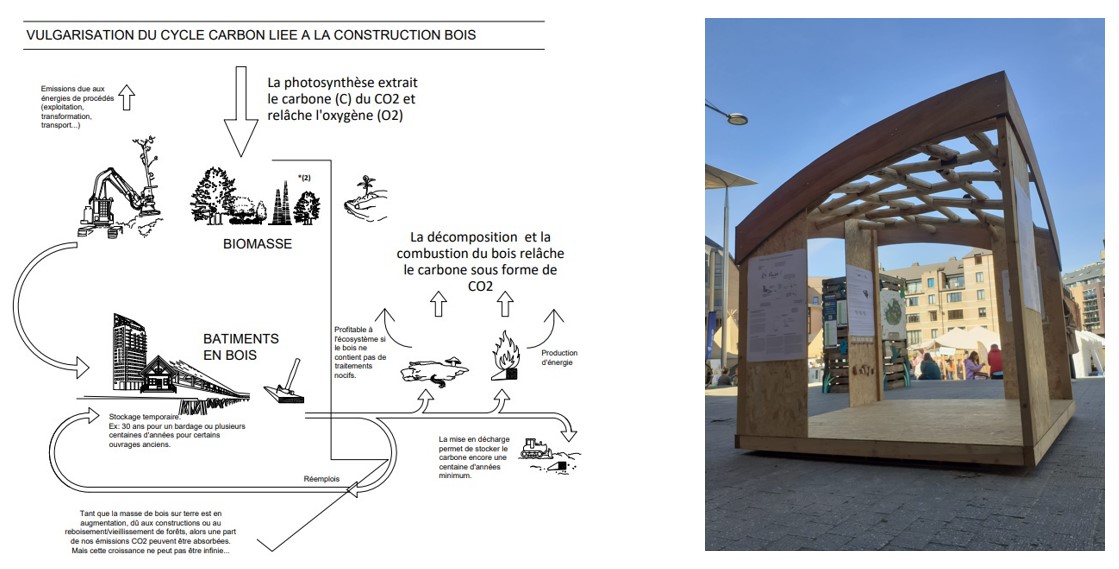 VULGARISATION DU CYCLE CARBON LIEE A LA CONSTRUCTION BOIS
Emissions due aux
énergies de procédés
(exploitation,
transformation,
transport...)
La photosynthèse extrait
le carbone (C) du CO2 et
relâche l'oxygène (O2)
*(2)
BIOMASSE
La décomposition et la
combustion du bois relâche
le carbone sous forme de
CO2
BATIMENTS
EN BOIS
Profitable à
l'écosystème si
le bois ne
contient pas de
traitements
nocifs.
Production
d'énergie
Stockage temporaire.
Ex: 30 ans pour un bardage ou plusieurs
centaines d'années pour certains
ouvrages anciens.
La mise en décharge
permet de stocker le
carbone encore une
centaine d'années
minimum.
Réemplois
Tant que la masse de bois sur terre est en
augmentation, dû aux constructions ou au
reboisement/vieillissement de forêts, alors une part
de nos émissions CO2 peuvent être absorbées.
Mais cette croissance ne peut pas être infinie...